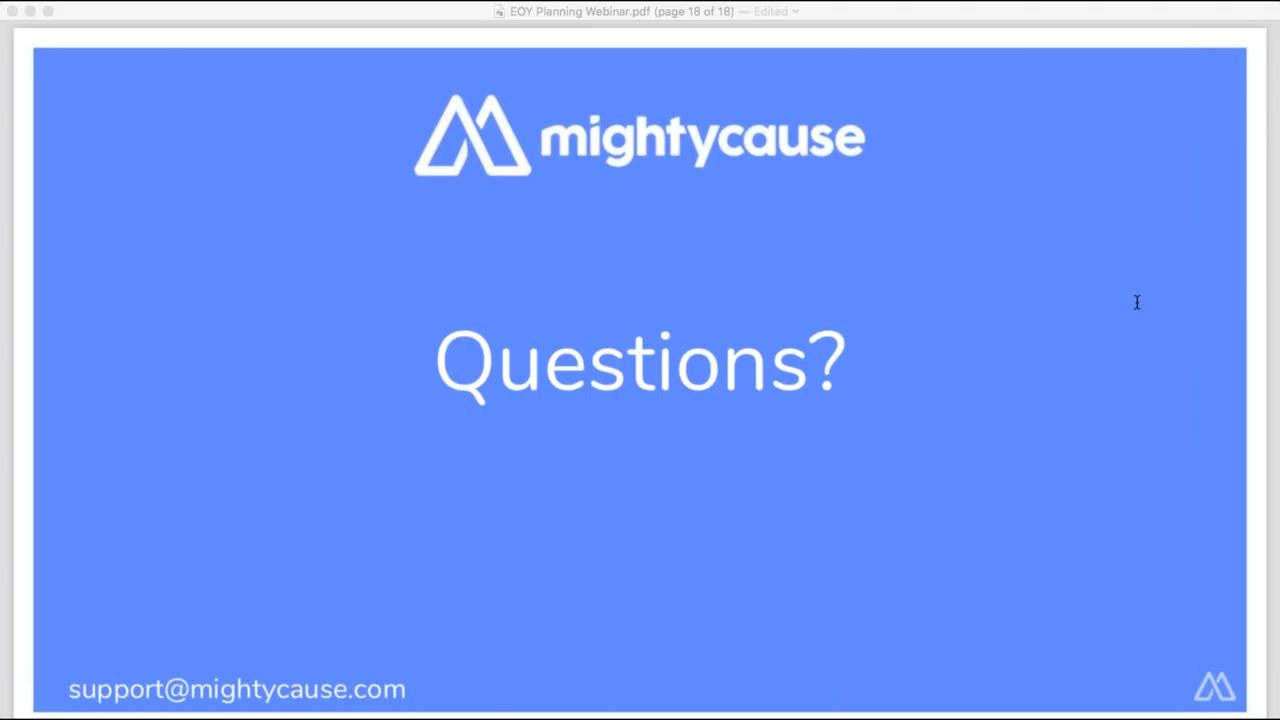 EOY Planning Webinar.pdf (page 18 of 18) — Edited
mightycause
Questions?
support@mightycause.com